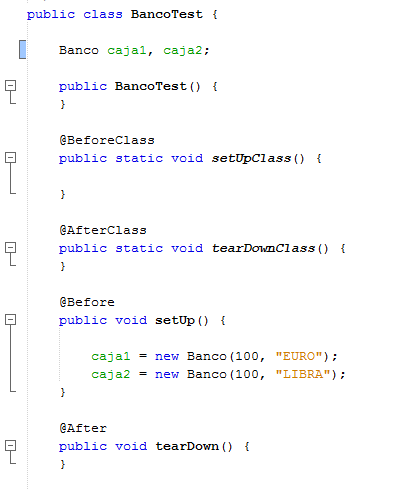 public class BancoTest {
Banco caja1, caja2;
public BancoTest() {
}
@BeforeClass
public static void setUpClass() {
}
@AfterClass
public static void tearDownClass() {
}
@Before
public void setUp() {
caja1 = new Banco(100, "EURO");
caja2 = new Banco(100, "LIBRA");
}
@After
public void tearDown() {
}